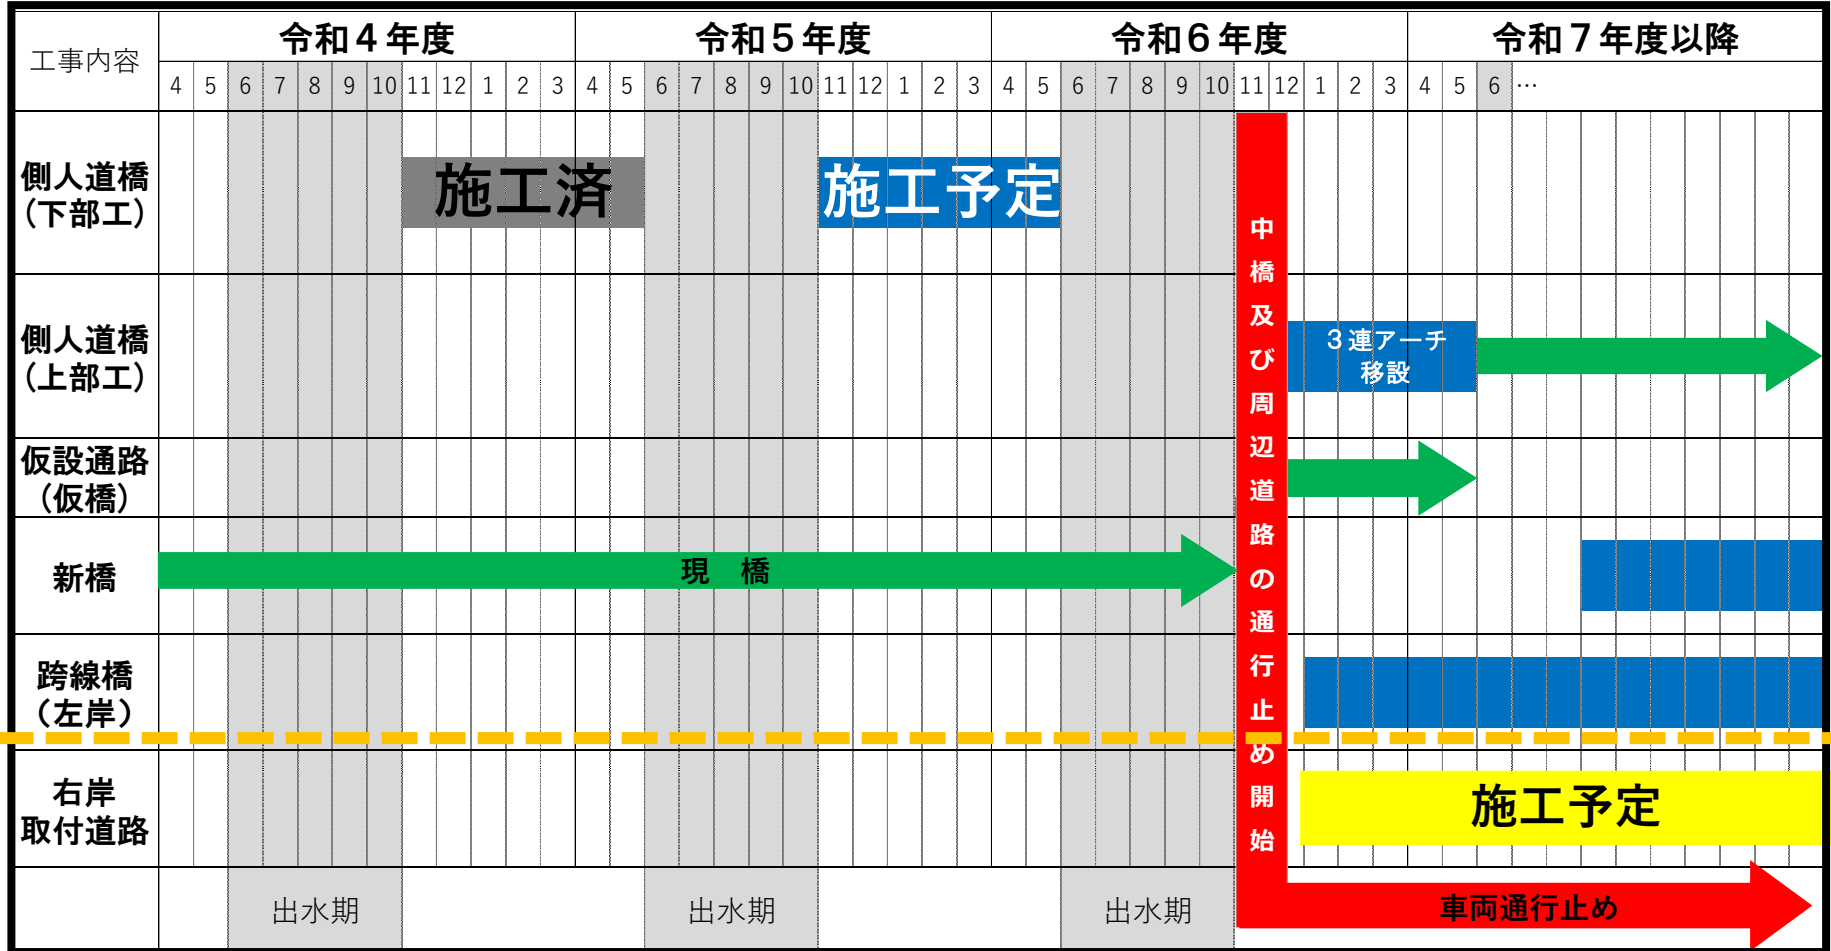 工事内容
令和４年度
令和５年度
令和６年度
令和７年度以降
4 5 6 7 8 9 10 11 12 1 2 3 4 5 6 7 8 9 10 11 12 1 2 3 4 5 6 7 8 9 10 11 12 1 2 3 4 5 6 …
側人道橋
（下部工）
施工済
施工予定
中橋及び周辺道路の通行止め開始
側人道橋
（上部工）
３連アーチ
移設
仮設通路
（仮橋）
新橋
現　橋
跨線橋
（左岸）
右岸
取付道路
施工予定
出水期
出水期
出水期
車両通行止め